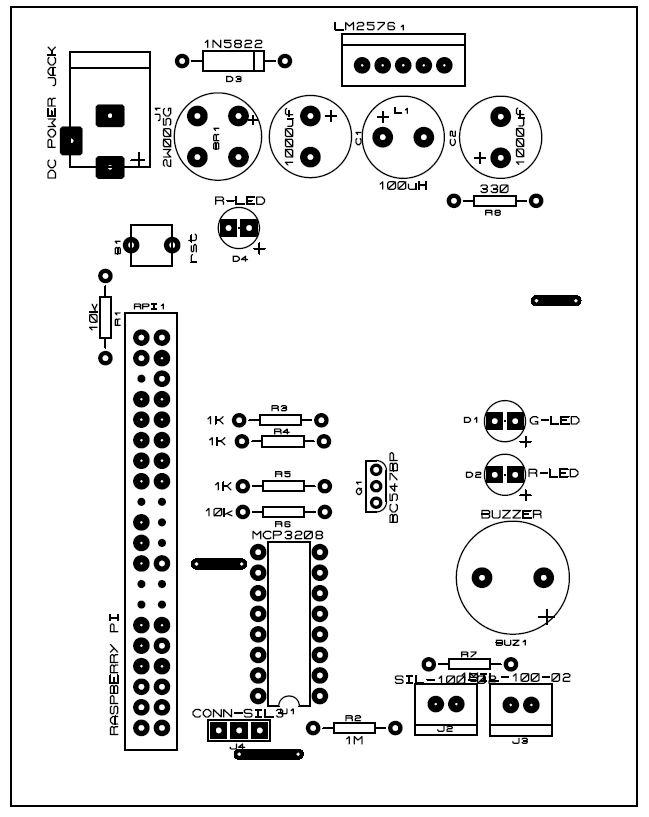 LM2576 1
1N5822
D3
DC POWER JACK
J1
2W005G
BR1
1000uf
C1
L1
100uH
C2
1000uf
330
R8
R-LED
D4
rst
10k
R1
RPI1
RASPBERRY PI
1K
R3
1K
R4
1K
R5
10k
R6
Q1
BC547BP
D1
G-LED
D2
R-LED
BUZZER
BUZ1
MCP3208
R7
SIL-100-02
J2
J3
CONN-SIL3
J4
R2
1M